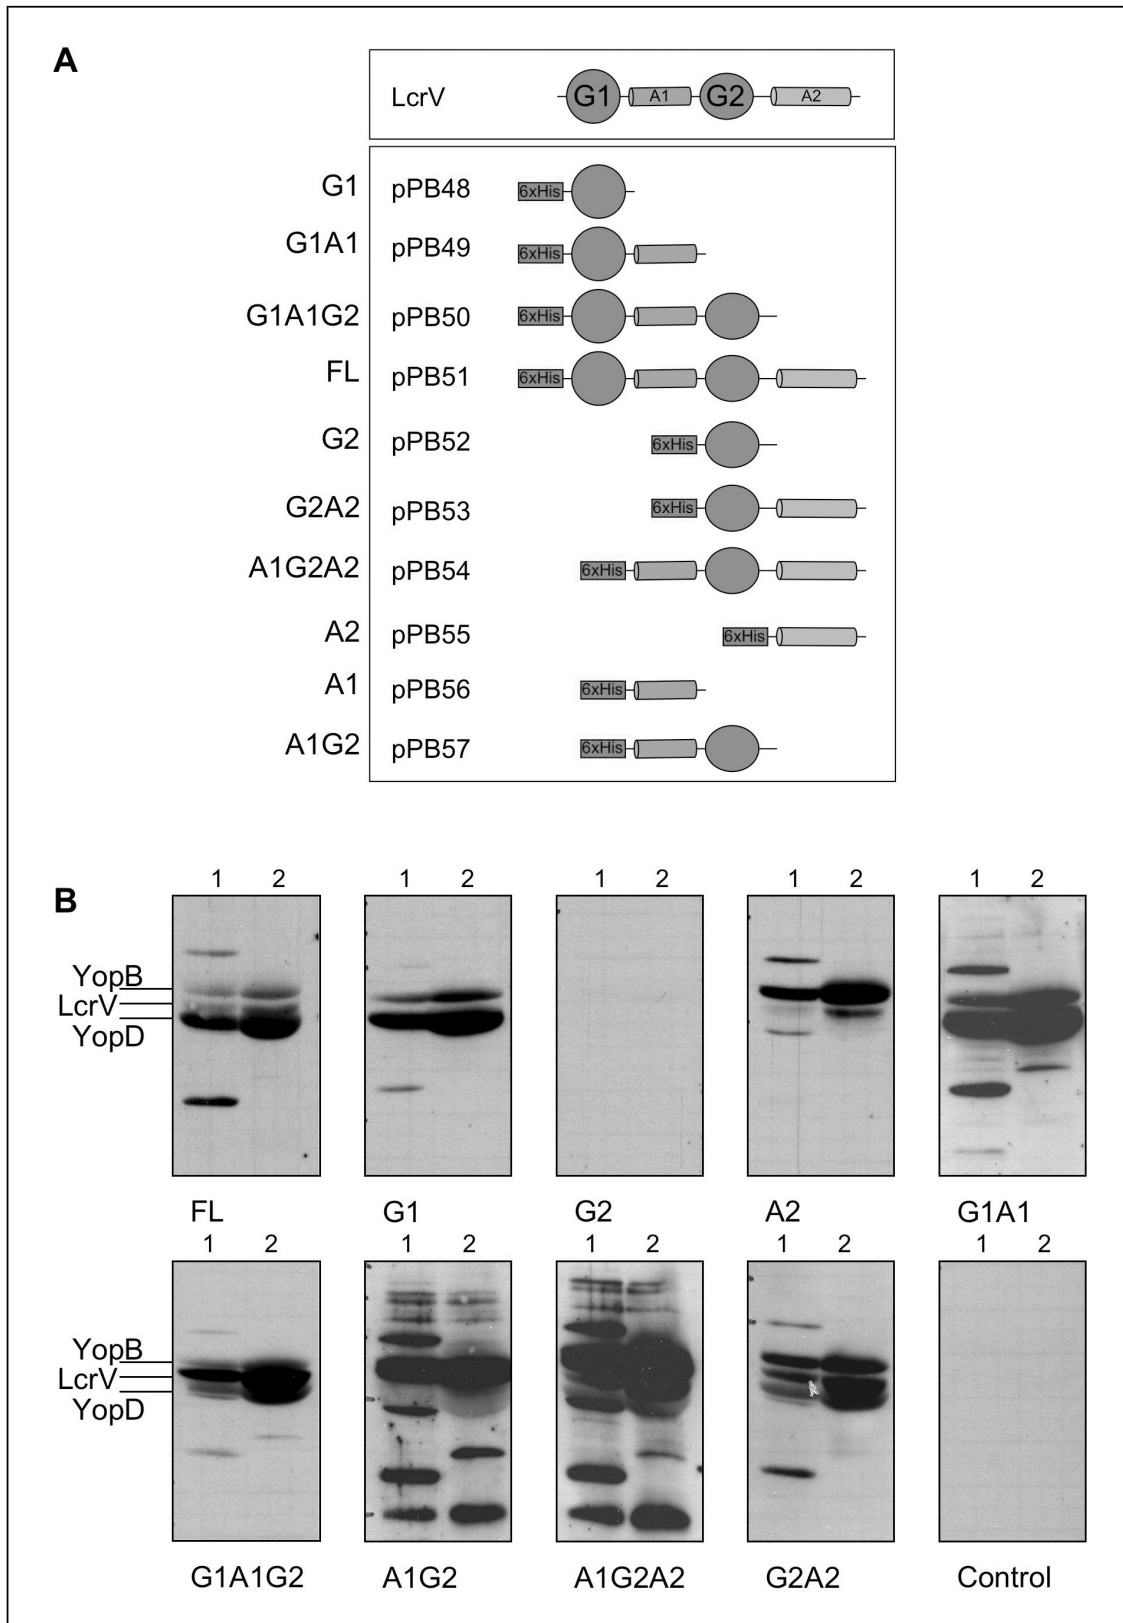 A
LcrV G1 A1 G2 A2
G1 pPB48 6xHis
G1A1 pPB49 6xHis
G1A1G2 pPB50 6xHis
FL pPB51 6xHis
G2 pPB52 6xHis
G2A2 pPB53 6xHis
A1G2A2 pPB54 6xHis
A2 pPB55 6xHis
A1 pPB56 6xHis
A1G2 pPB57 6xHis
B
1 2 1 2 1 2 1 2 1 2
YopB
LcrV
YopD
FL G1 G2 A2 G1A1
1 2 1 2 1 2 1 2 1 2
YopB
LcrV
YopD
G1A1G2 A1G2 A1G2A2 G2A2 Control